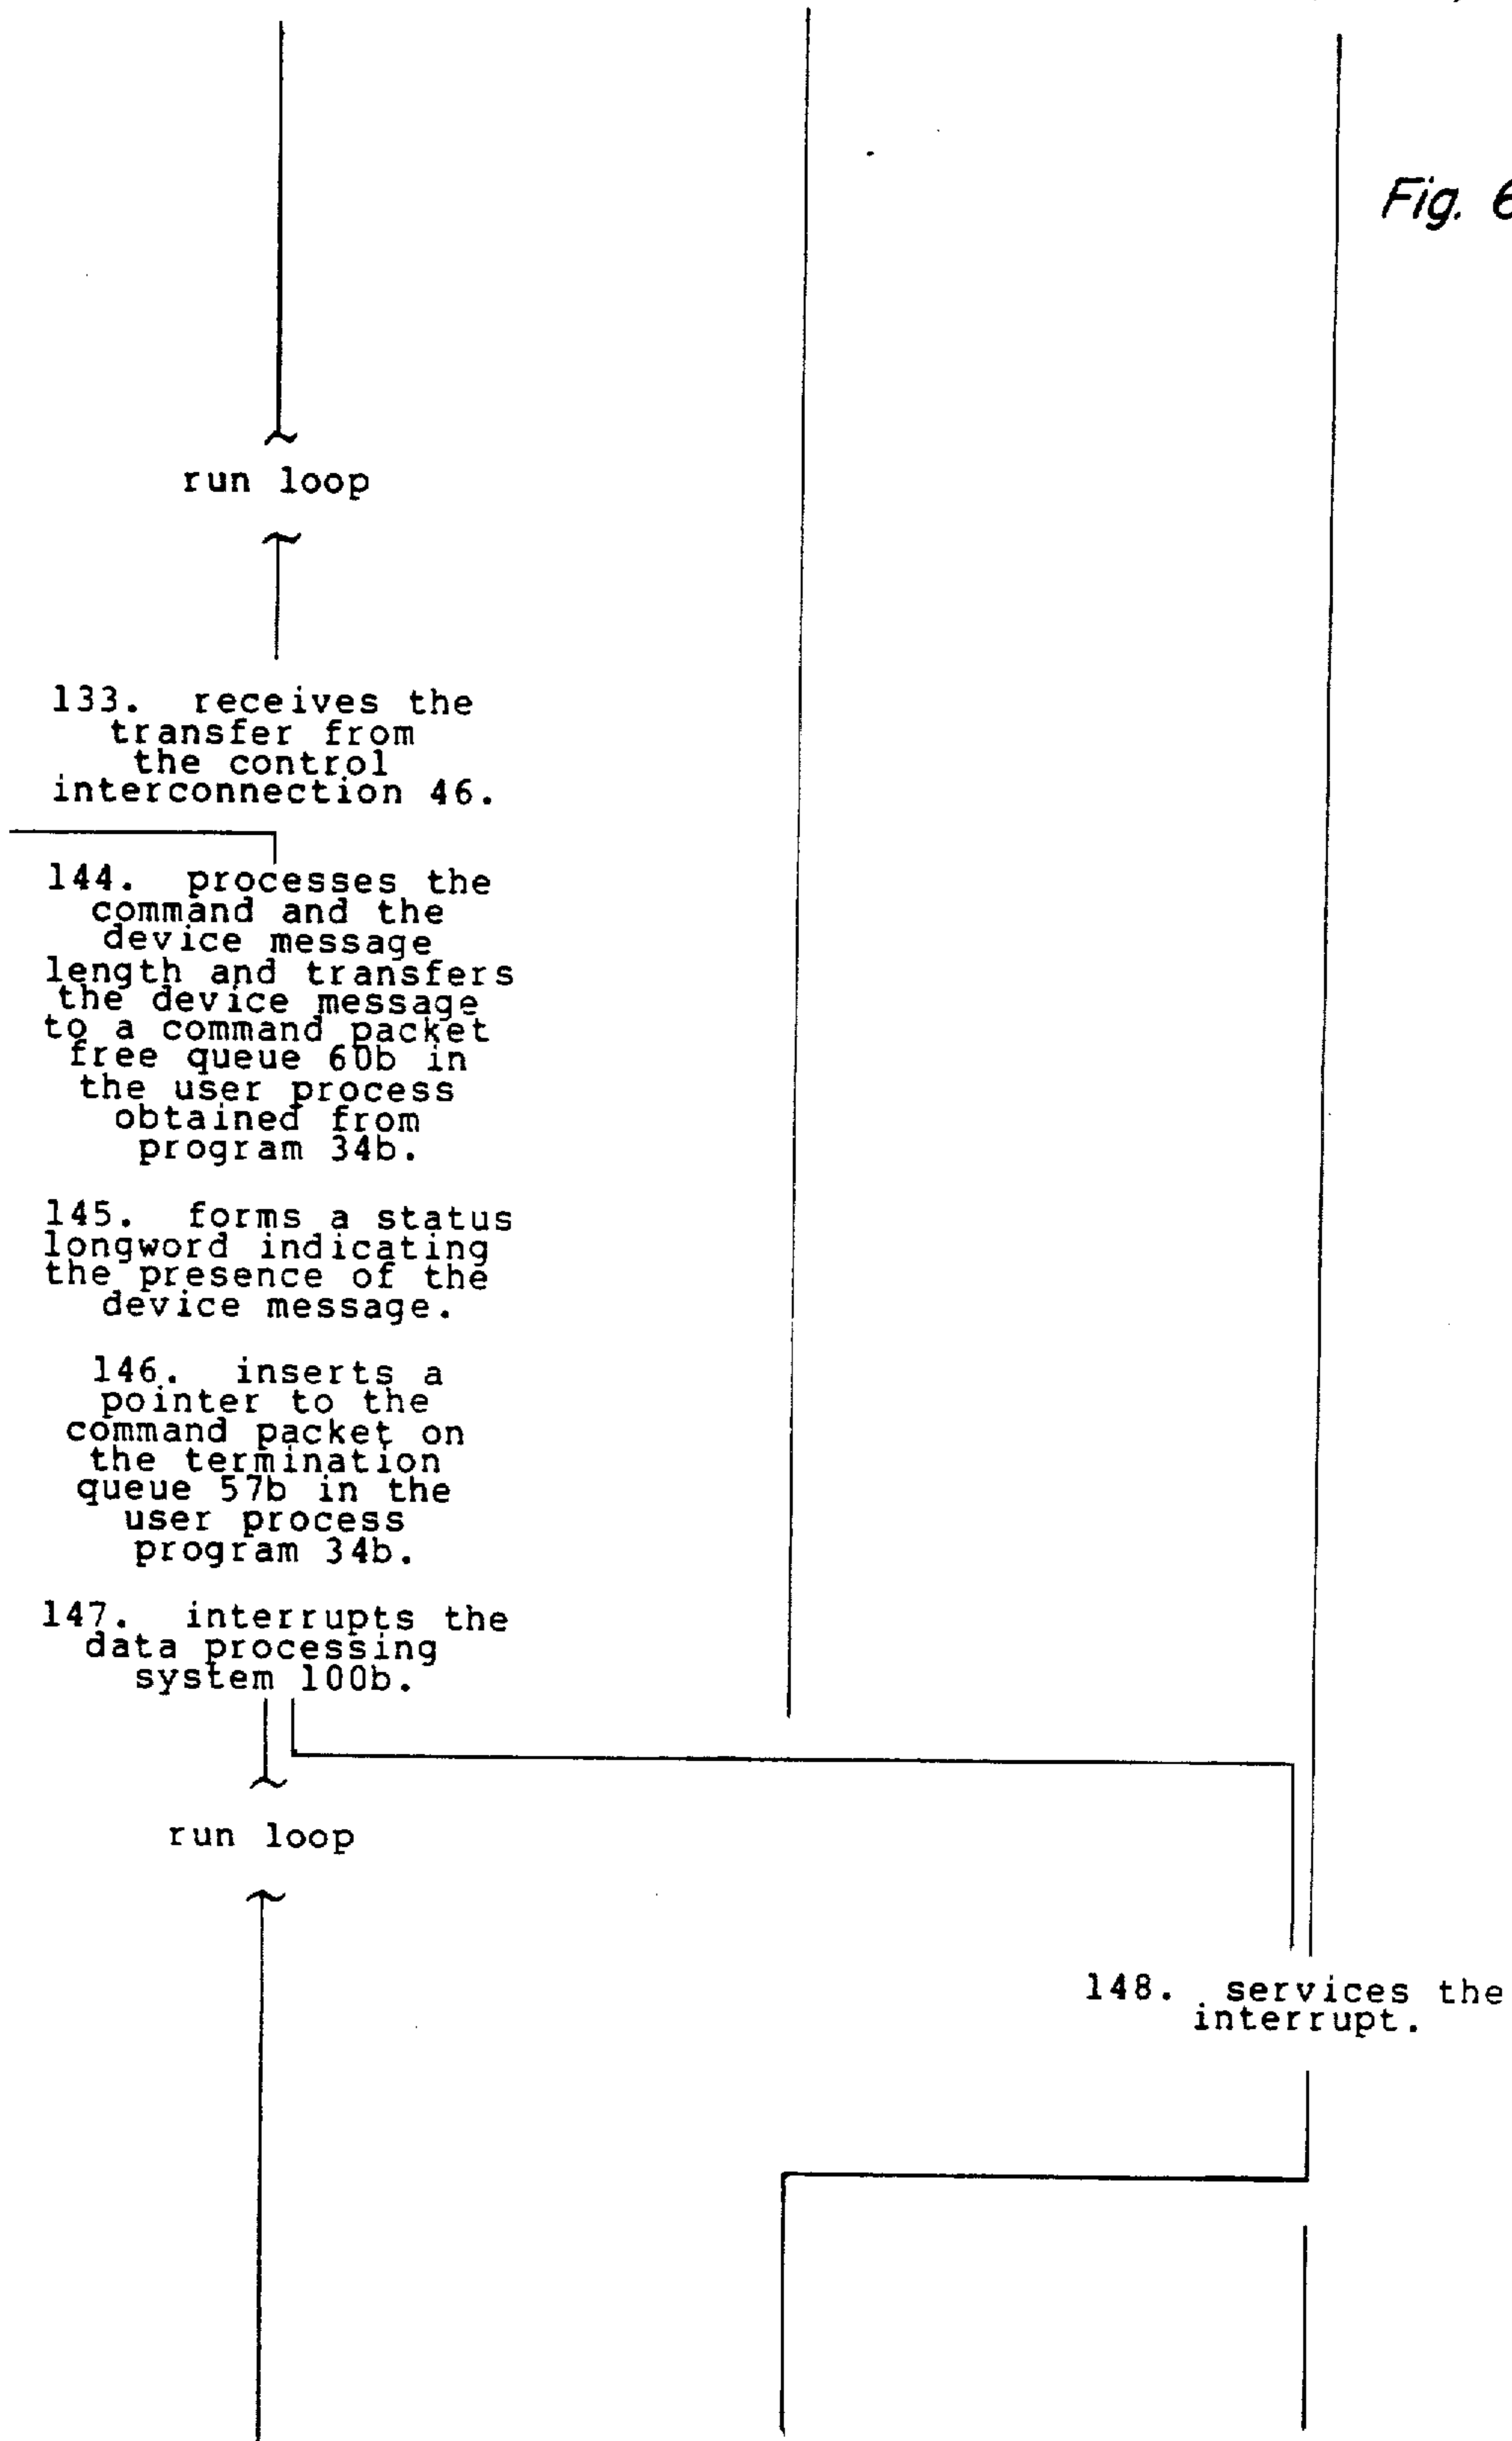 Fig. 6
run loop
133. receives the
transfer from
the control
interconnection 46.
144. processes the
command and the
device message
length and transfers
the device message
to a command packet
free queue 60b in
the user process
obtained from
program 34b.
145. forms a status
longword indicating
the presence of the
device message.
146. inserts a
pointer to the
command packet on
the termination
queue 57b in the
user process
program 34b.
147. interrupts the
data processing
system 100b.
run loop
148. services the
interrupt.